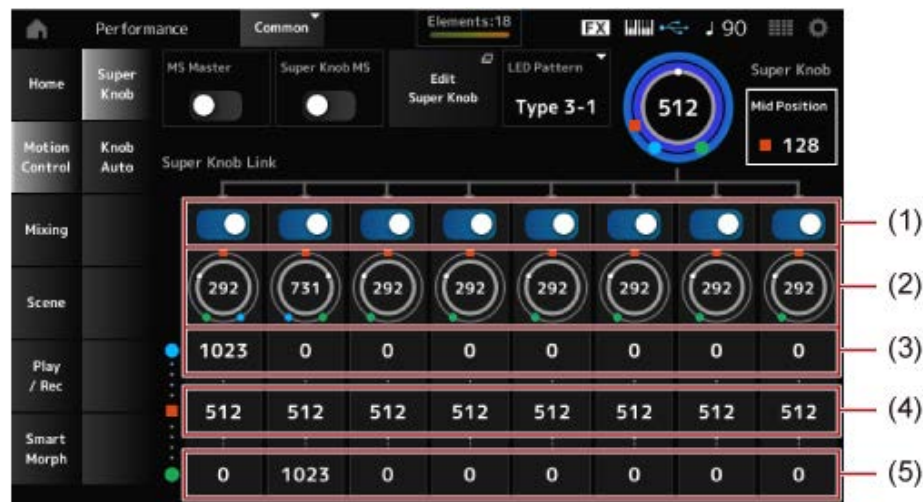 Performance Common Elements:18 FX ♩ 90
Home
Super Knob
MS Master
Super Knob MS
Edit Super Knob
LED Pattern
Type 3-1
512
Super Knob
Mid Position
128
Motion Control
Knob Auto
Super Knob Link
Mixing
(1)
Scene
292 731 292 292 292 292 292 292 (2)
Play / Rec
1023 0 0 0 0 0 0 0 (3)
512 512 512 512 512 512 512 512 (4)
Smart Morph
0 1023 0 0 0 0 0 0 (5)